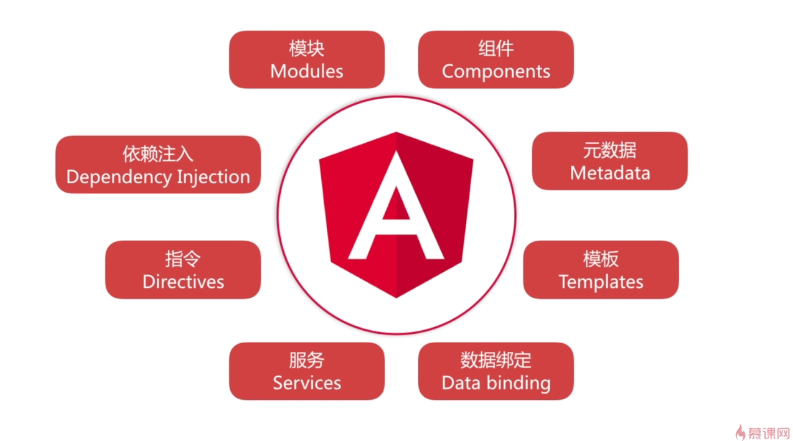 模块
Modules
组件
Components
依赖注入
Dependency Injection
元数据
Metadata
指令
Directives
模板
Templates
服务
Services
数据绑定
Data binding
慕课网